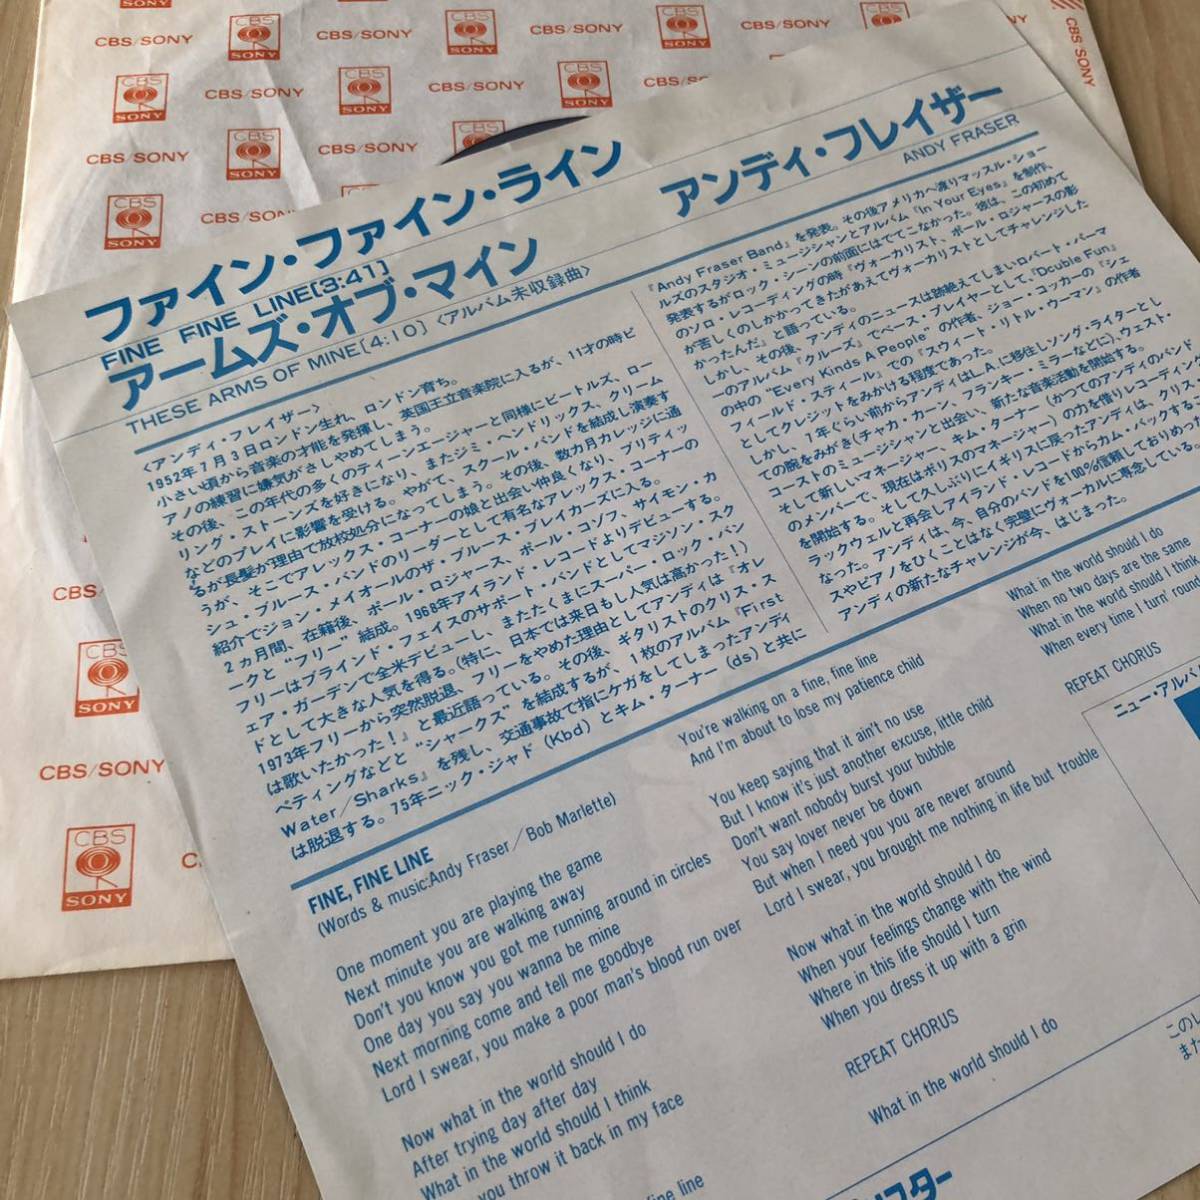 CBS
SONY
CBS/SONY
ファイン・ファイン・ライン
FINE FINE LINE[3:41]
アームズ・オブ・マイン
THESE ARMS OF MINE[4:10]〈アルバム未収録曲〉
アンディ・フレイザー
ANDY FRASER
〈アンディ・フレイザー〉
1952年7月3日ロンドン生れ、ロンドン育ち。
小さい頃から音楽の才能を発揮し、英国王立音楽院に入るが、11才の時ピ
アノの練習に嫌気がさしやめてしまう。
その後、この年代の多くのティーンエージャーと同様にビートルズ、ロー
リング・ストーンズを好きになり、またジミ・ヘンドリックス、クリーム
などのプレイに影響を受ける。やがて、スクール・バンドを結成し演奏す
るが長髪が理由で放校処分になってしまう。その後、数カ月カレッジに通
うが、そこでアレックス・コーナーの娘と出会い仲良くなり、ブリティッ
シュ・ブルース・バンドのリーダーとして有名なアレックス・コーナーの
紹介でジョン・メイオールのザ・ブルース・ブレイカーズに入る。
2ヵ月間、在籍後、ポール・ロジャース、ポール・コゾフ、サイモン・カ
ークと“フリー”結成。1968年アイランド・レコードよりデビューする。
フリーはブラインド・フェイスのサポート・バンドとしてマジソン・スク
ェア・ガーデンで全米デビューし、またたくまにスーパー・ロック・バン
ドとして大きな人気を得る。(特に、日本では来日もし人気は高かった！)
1973年フリーから突然脱退、フリーをやめた理由としてアンディは『オレ
は歌いたかった！』と最近語っている。その後、ギタリストのクリス・ス
ペディングなどと“シャークス”を結成するが、1枚のアルバム『First
Water/Sharks』を残し、交通事故で指にケガをしてしまったアンディ
は脱退する。75年ニック・ジャド(Kbd)とキム・ターナー(ds)と共に
『Andy Fraser Band』を発表。その後アメリカへ渡りマッスル・ショー
ルズのスタジオ・ミュージシャンとアルバム『In Your Eyes』を制作、
発表するがロック・シーンの前面にはでてこなかった。彼は、この初めて
のソロ・レコーディングの時『ヴォーカリスト、ポール・ロジャースの影
が苦しくのしかかってきたがあえてヴォーカリストとしてチャレンジした
かったんだ』と語っている。
しかし、その後、アンディのニュースは跡絶えてしまいロバート・パーマ
ーのアルバム『クルーズ』でベース・プレイヤーとして、『Double Fun』
の中の“Every Kinds A People”の作者、ジョー・コッカーの『シェ
フィールド・スティール』での『スウィート・リトル・ウーマン』の作者
としてクレジットをみかける程度であった。
しかし、1年ぐらい前からアンディはL.A.に移住しソング・ライターとし
ての腕をみがき(チャカ・カーン、フランキー・ミラーなどに)、ウェスト・
コーストのミュージシャンと出会い、新たな音楽活動を開始する。
そして新しいマネージャー、キム・ターナー(かつてのアンディのバンド
のメンバーで、現在はポリスのマネージャー)の力を借りレコーディング
を開始する。そして久しぶりにイギリスに戻ったアンディは、クリス・ブ
ラックウェルと再会しアイランド・レコードからカム・バックする
なった。アンディは、今、自分のバンドを100%信頼しておりめった
スやピアノをひくことはなく完璧にヴォーカルに専念している
アンディの新たなチャレンジが今、はじまった。
FINE, FINE LINE
(Words & music:Andy Fraser/Bob Marlette)
One moment you are playing the game
Next minute you are walking away
Don't you know you got me running around in circles
One day you say you wanna be mine
Next morning come and tell me goodbye
Lord I swear, you make a poor man's blood run over
Now what in the world should I do
After trying day after day
What in the world should I think
you throw it back in my face
fine line
You're walking on a fine, fine line
And I'm about to lose my patience child
You keep saying that it ain't no use
But I know it's just another excuse, little child
Don't want nobody burst your bubble
You say lover never be down
But when I need you you are never around
Lord I swear, you brought me nothing in life but trouble
Now what in the world should I do
When your feelings change with the wind
Where in this life should I turn
When you dress it up with a grin
REPEAT CHORUS
What in the world should I do
What in the world should I do
When no two days are the same
What in the world should I think
When every time I turn' round
REPEAT CHORUS
ニュー・アルバ
このレ
また
スター